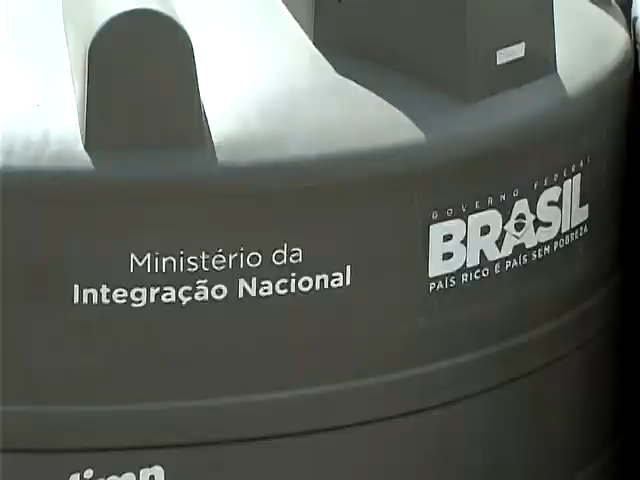 Ministério da
Integração Nacional
GOVERNO FEDERAL
BRASIL
PAÍS RICO É PAÍS SEM POBREZA